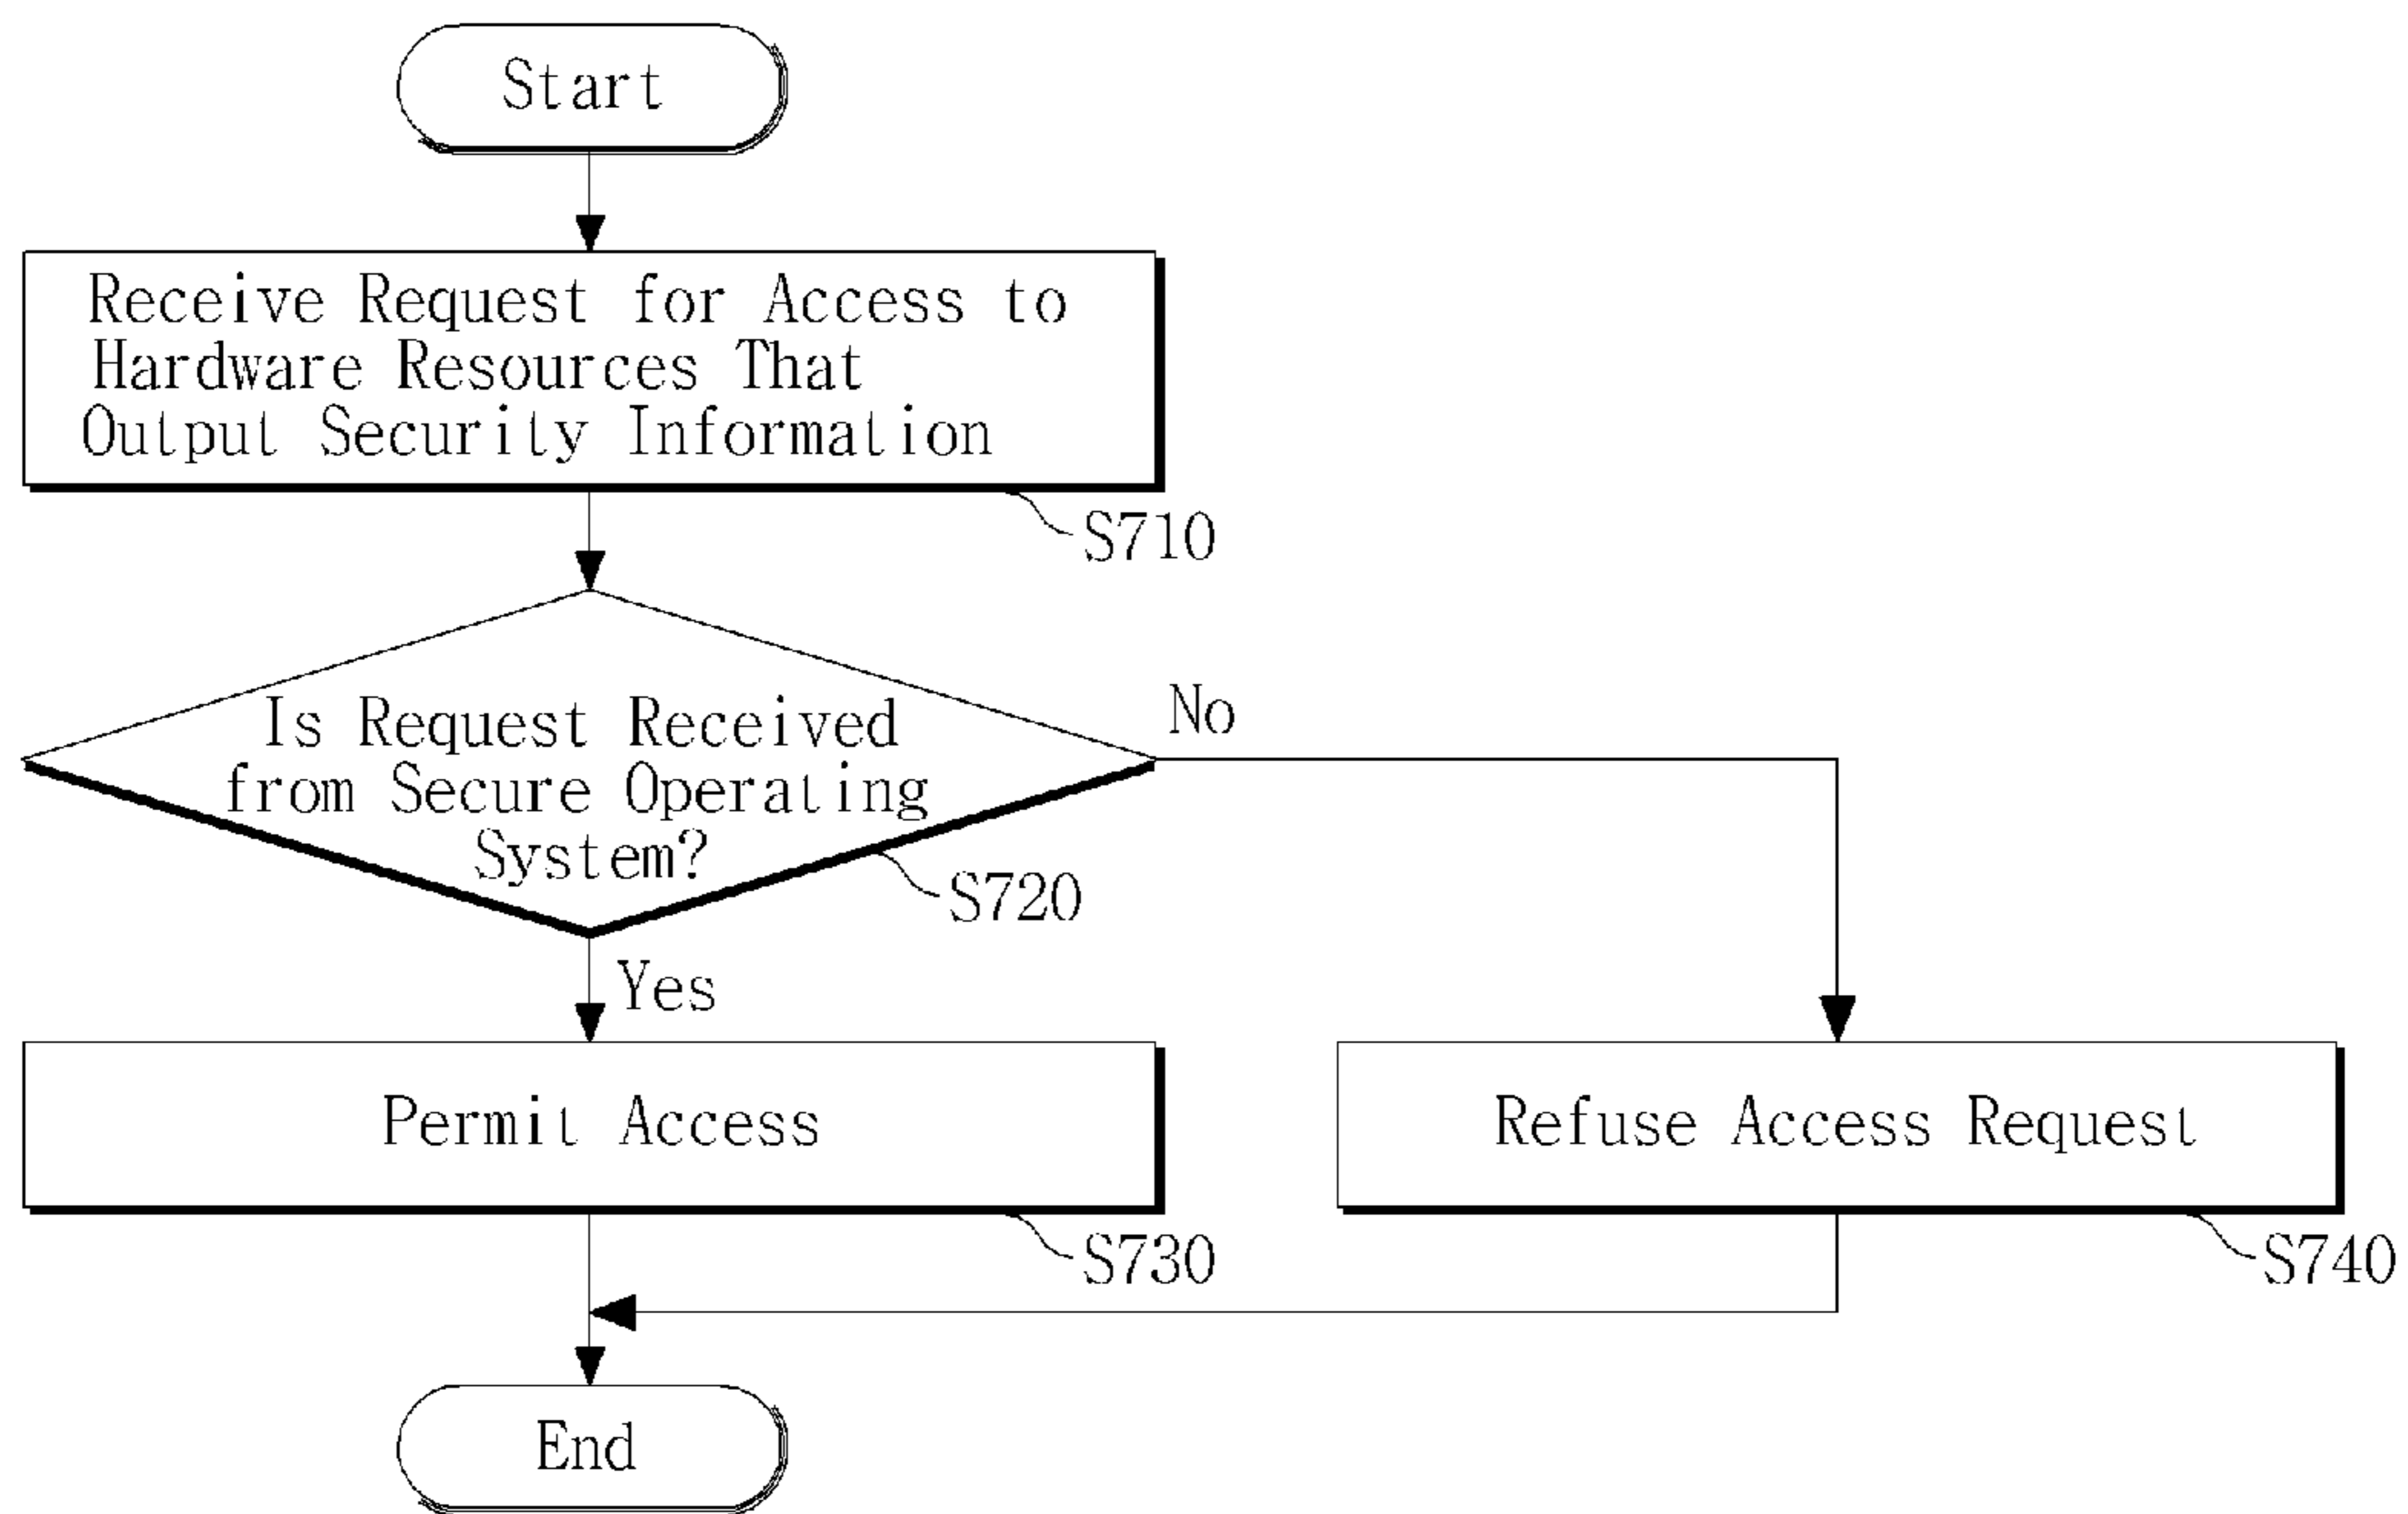 Start
Receive Request for Access to
Hardware Resources That
Output Security Information
S710
Is Request Received
from Secure Operating
System?
No
S720
Yes
Permit Access
Refuse Access Request
S730
S740
End